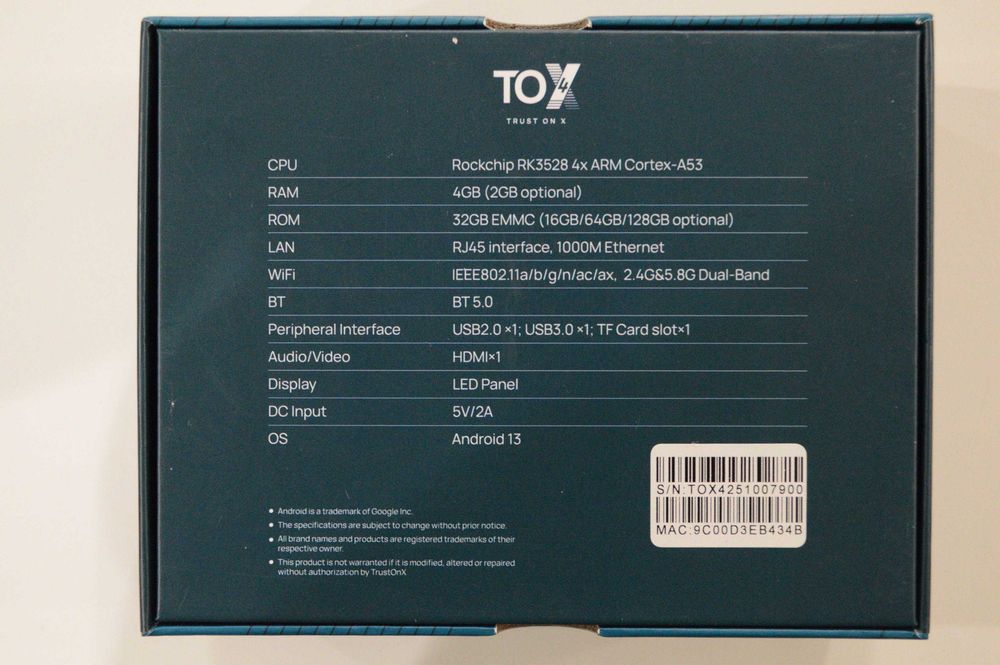 TOX4
TRUST ON X
CPU Rockchip RK3528 4x ARM Cortex-A53
RAM 4GB (2GB optional)
ROM 32GB EMMC (16GB/64GB/128GB optional)
LAN RJ45 interface, 1000M Ethernet
WiFi IEEE802.11a/b/g/n/ac/ax, 2.4G&5.8G Dual-Band
BT BT 5.0
Peripheral Interface USB2.0 ×1; USB3.0 ×1; TF Card slot×1
Audio/Video HDMI×1
Display LED Panel
DC Input 5V/2A
OS Android 13
S/N:TOX4251007900
MAC:9C00D3EB434B
• Android is a trademark of Google Inc.
• The specifications are subject to change without prior notice.
• All brand names and products are registered trademarks of their
respective owner.
• This product is not warranted if it is modified, altered or repaired
without authorization by TrustOnX